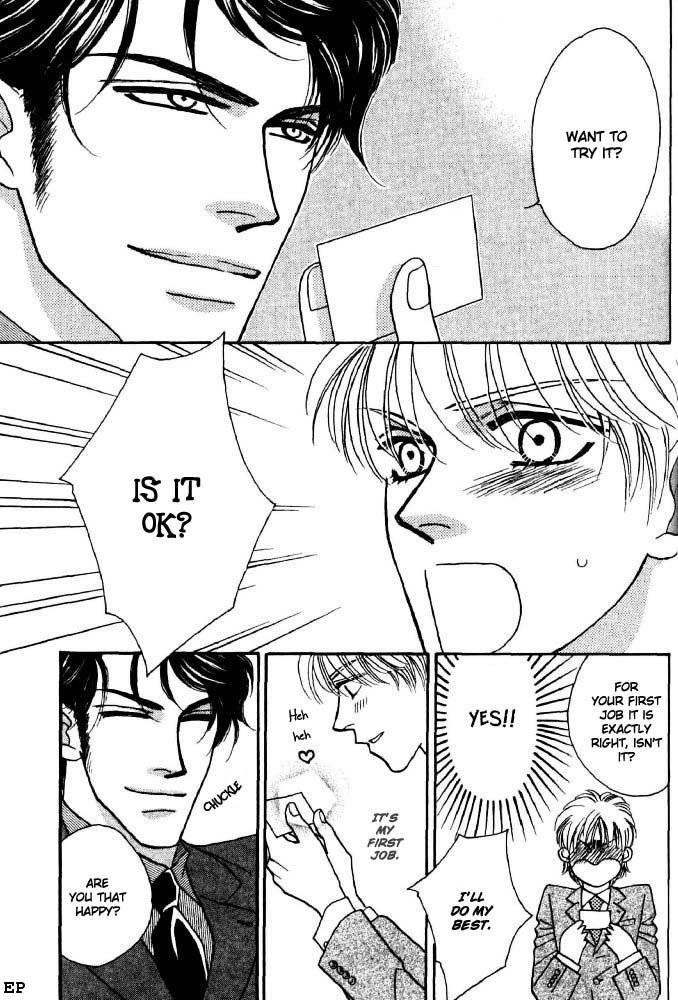 WANT TO
TRY IT?
IS IT
OK?
FOR
YOUR FIRST
JOB IT IS
EXACTLY
RIGHT, ISN'T
IT?
YES!!
I'LL
DO MY
BEST.
Heh
heh
IT'S
MY
FIRST
JOB.
CHUCKLE
ARE
YOU THAT
HAPPY?
EP